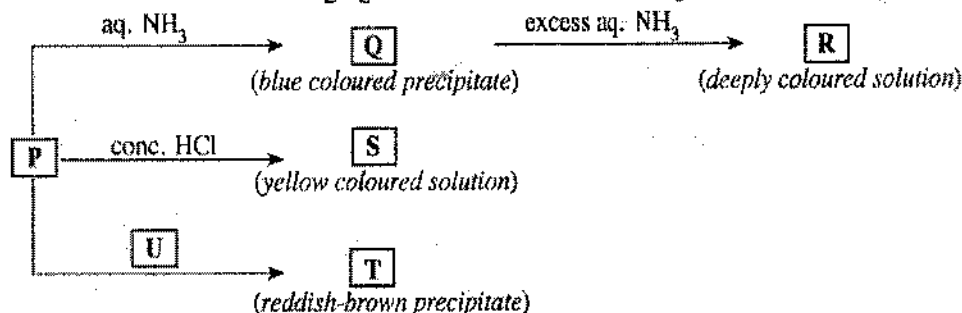 aq. NH₃
Q
(blue coloured precipitate)
excess aq. NH₃
R
(deeply coloured solution)
P
conc. HCl
S
(yellow coloured solution)
U
T
(reddish-brown precipitate)